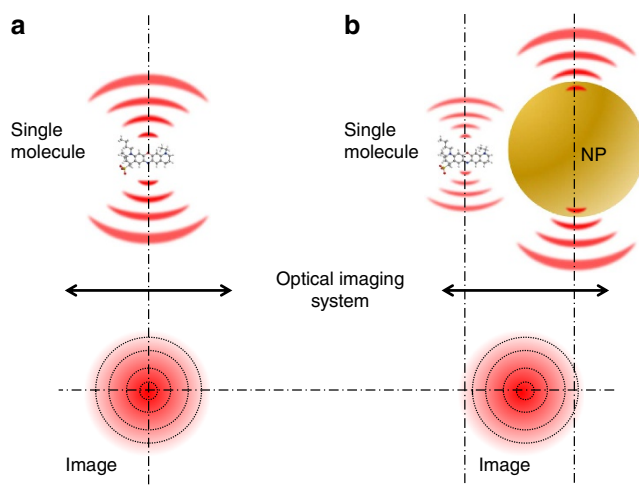 a
b
Single
molecule
Single
molecule
NP
Optical imaging
system
Image
Image